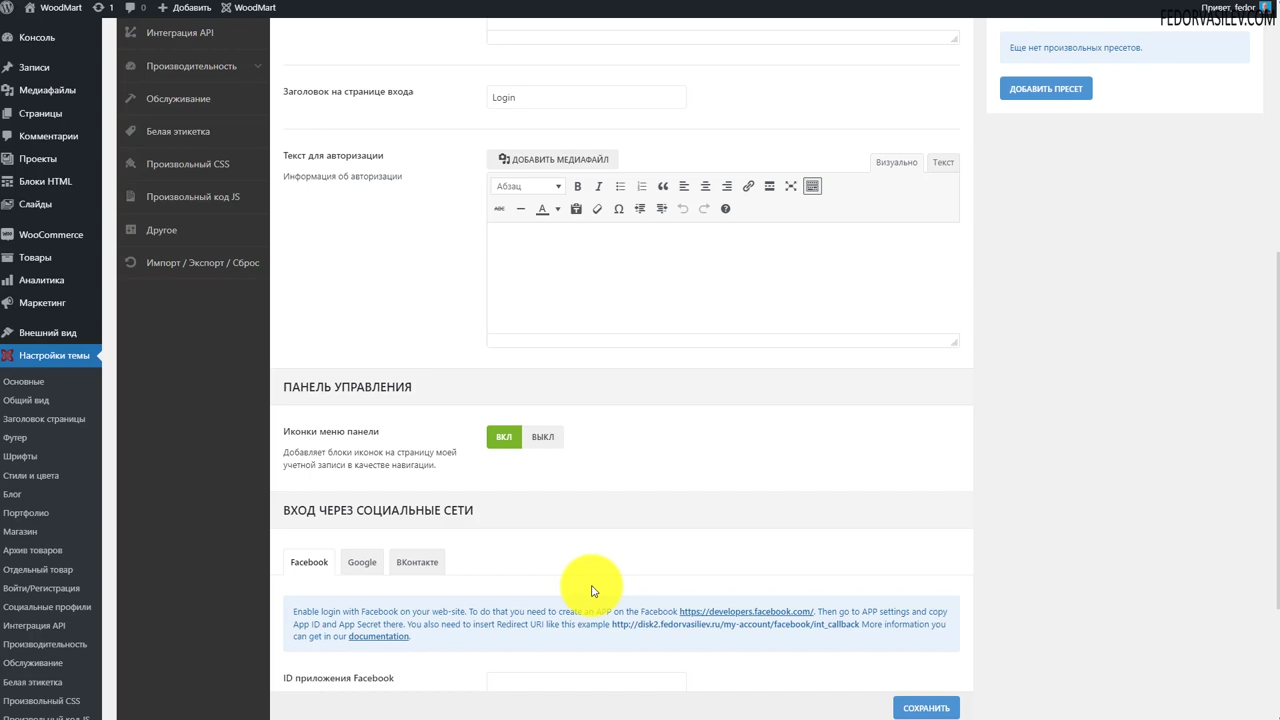 WoodMart
1
0
Добавить
WoodMart
Привет, fedor
FEDORVASILEV.COM
Консоль
Записи
Медиафайлы
Страницы
Комментарии
Проекты
Блоки HTML
Слайды
WooCommerce
Товары
Аналитика
Маркетинг
Внешний вид
Настройки темы
Основные
Общий вид
Заголовок страницы
Футер
Шрифты
Стили и цвета
Блог
Портфолио
Магазин
Архив товаров
Отдельный товар
Войти/Регистрация
Социальные профили
Интеграция API
Производительность
Обслуживание
Белая этикетка
Произвольный CSS
Произвольный код JS
Интеграция API
Производительность
Обслуживание
Белая этикетка
Произвольный CSS
Произвольный код JS
Другое
Импорт / Экспорт / Сброс
Заголовок на странице входа
Login
Текст для авторизации
Информация об авторизации
ДОБАВИТЬ МЕДИАФАЙЛ
Визуально
Текст
Абзац
ПАНЕЛЬ УПРАВЛЕНИЯ
Иконки меню панели
Добавляет блоки иконок на страницу моей
учетной записи в качестве навигации.
ВКЛ
ВЫКЛ
ВХОД ЧЕРЕЗ СОЦИАЛЬНЫЕ СЕТИ
Facebook
Google
ВКонтакте
Enable login with Facebook on your web-site. To do that you need to create an APP on the Facebook https://developers.facebook.com/. Then go to APP settings and copy
App ID and App Secret there. You also need to insert Redirect URI like this example http://disk2.fedorvasiliev.ru/my-account/facebook/int_callback More information you
can get in our documentation.
ID приложения Facebook
СОХРАНИТЬ
Еще нет произвольных пресетов.
ДОБАВИТЬ ПРЕСЕТ